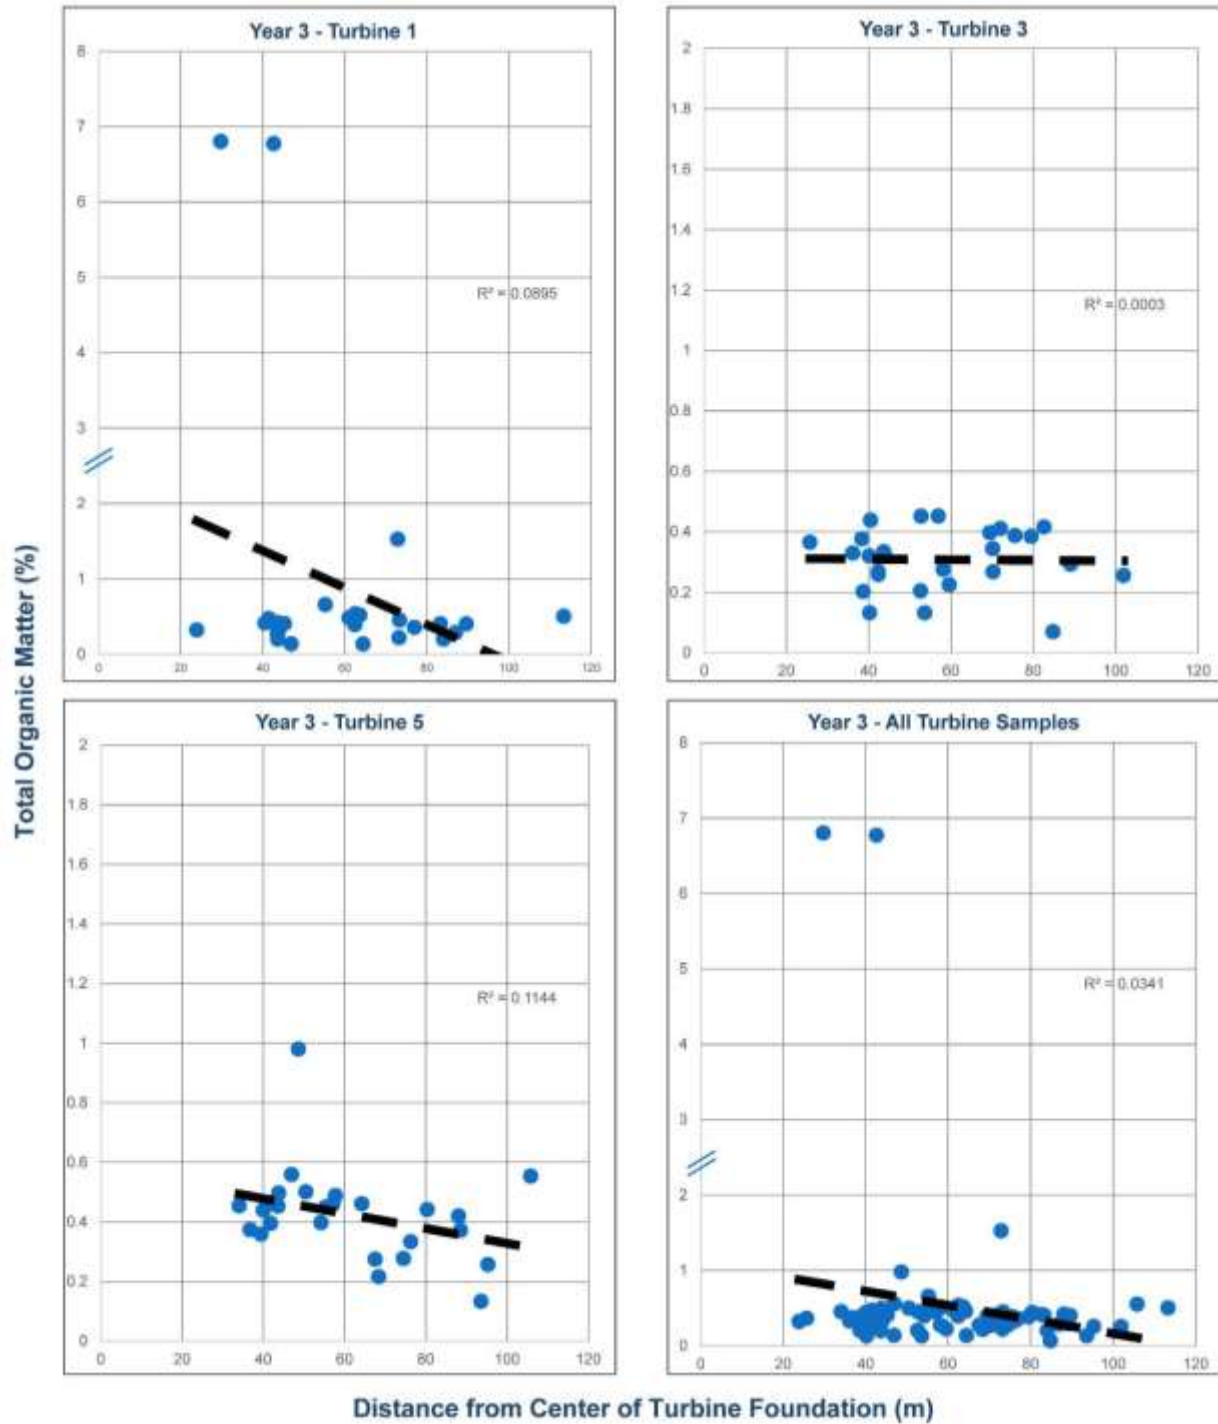 Total Organic Matter (%)
Year 3 - Turbine 1
8
7
6
5
4
3
2
1
0
0 20 40 60 80 100 120
R² = 0.0895
Year 3 - Turbine 3
2
1.8
1.6
1.4
1.2
1
0.8
0.6
0.4
0.2
0
0 20 40 60 80 100 120
R² = 0.0003
Year 3 - Turbine 5
2
1.8
1.6
1.4
1.2
1
0.8
0.6
0.4
0.2
0
0 20 40 60 80 100 120
R² = 0.1144
Year 3 - All Turbine Samples
8
7
6
5
4
3
2
1
0
0 20 40 60 80 100 120
R² = 0.0341
Distance from Center of Turbine Foundation (m)